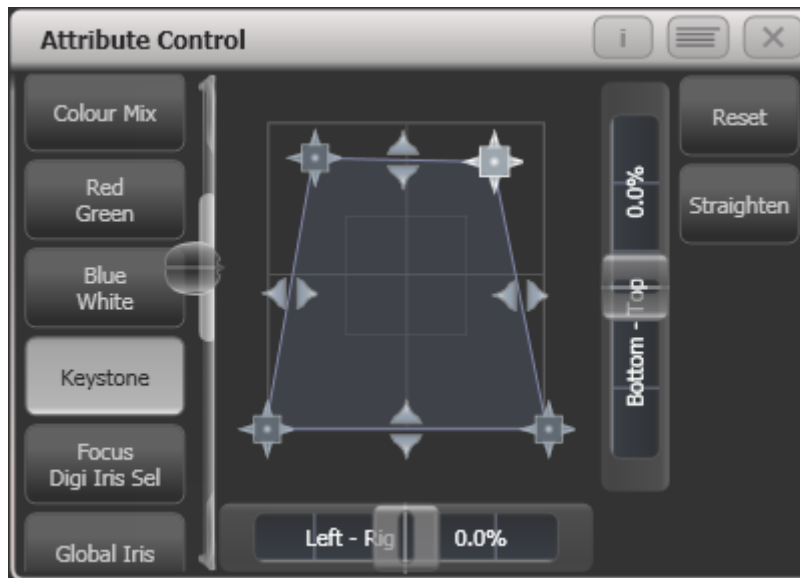 Attribute Control
i
Colour Mix
Red
Green
Blue
White
Keystone
Focus
Digi Iris Sel
Global Iris
Reset
Straighten
Bottom - Top 0.0%
Left - Rig 0.0%